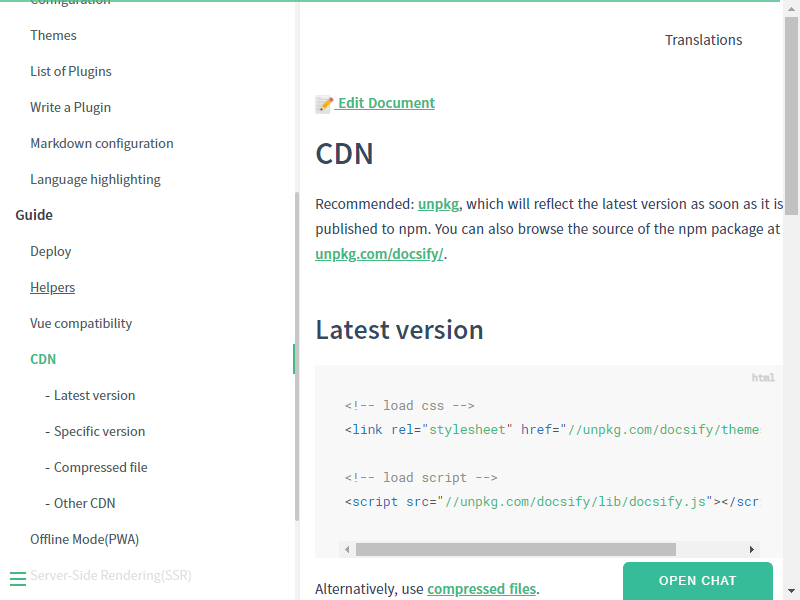 Configuration
Themes
List of Plugins
Write a Plugin
Markdown configuration
Language highlighting
Guide
Deploy
Helpers
Vue compatibility
CDN
- Latest version
- Specific version
- Compressed file
- Other CDN
Offline Mode(PWA)
Server-Side Rendering(SSR)
Translations
Edit Document
CDN
Recommended: unpkg, which will reflect the latest version as soon as it is
published to npm. You can also browse the source of the npm package at
unpkg.com/docsify/.
Latest version
html
<!-- load css -->
<link rel="stylesheet" href="//unpkg.com/docsify/theme
<!-- load script -->
<script src="//unpkg.com/docsify/lib/docsify.js"></scr
Alternatively, use compressed files.
OPEN CHAT